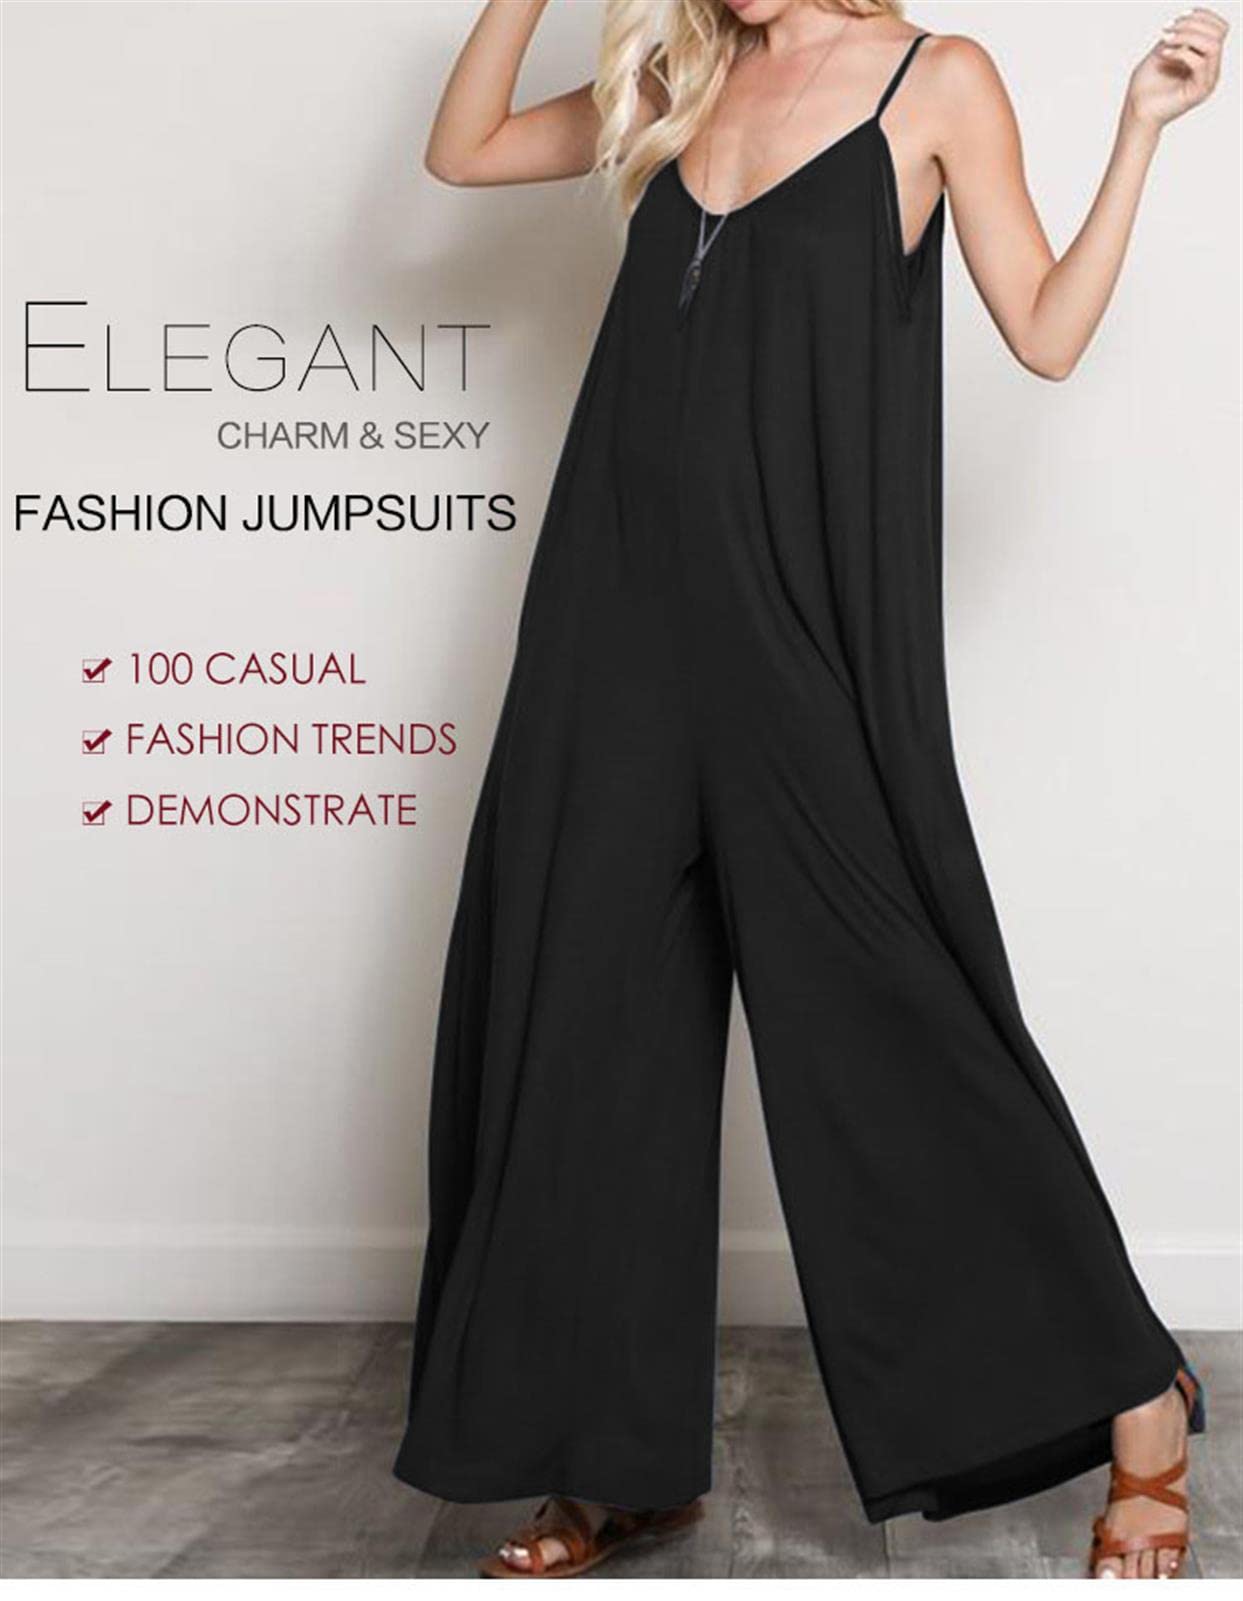 ELEGANT
CHARM & SEXY
FASHION JUMPSUITS
100 CASUAL
FASHION TRENDS
DEMONSTRATE